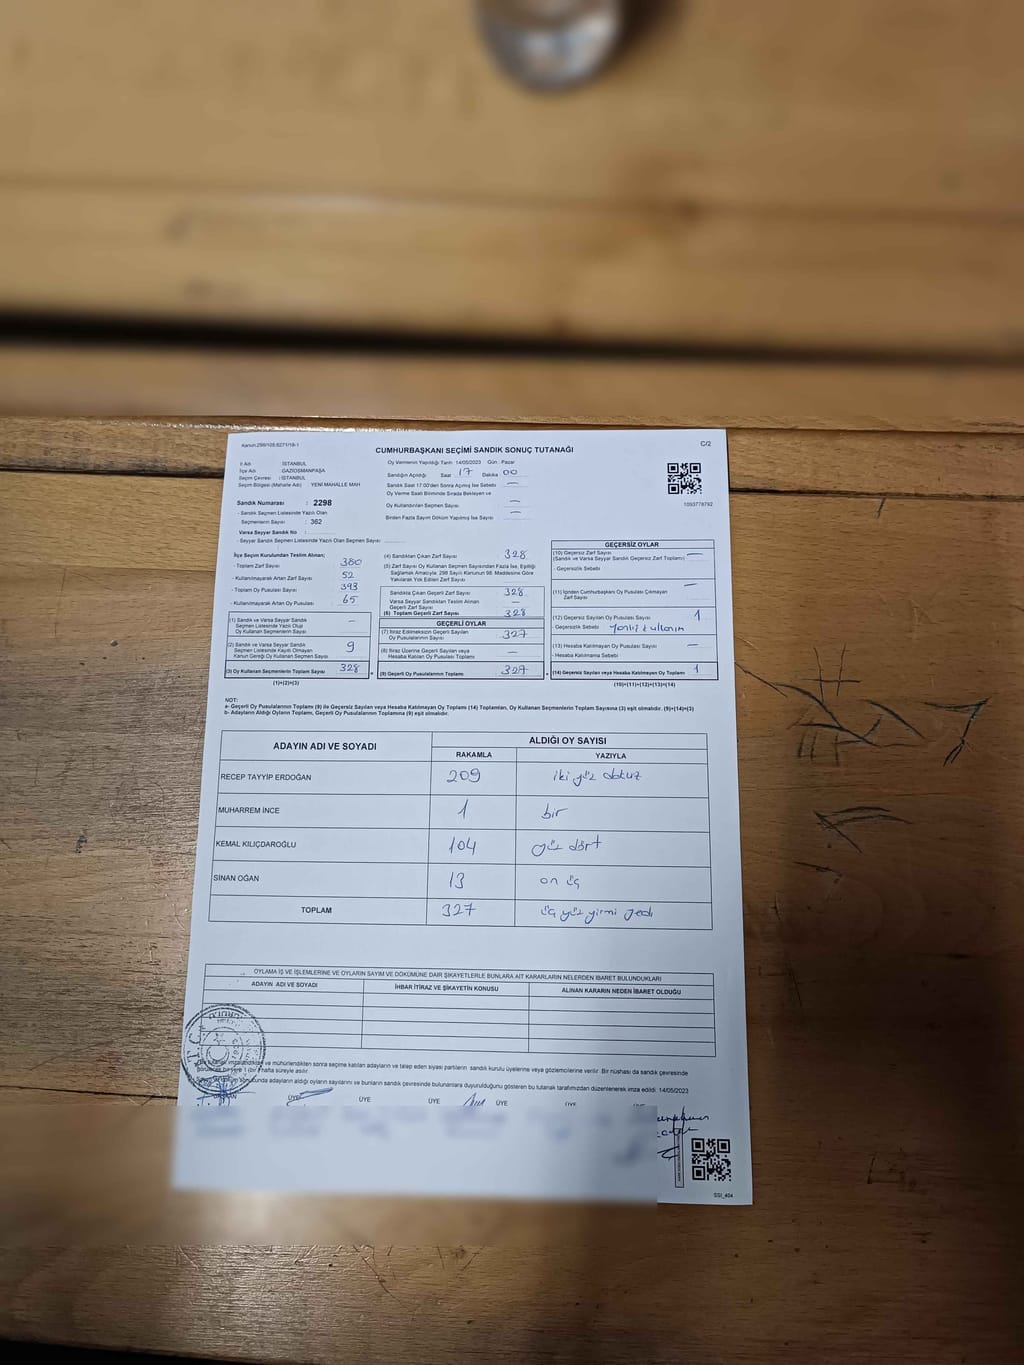 Kanun:298/105;6271/19-1
C/2
CUMHURBAŞKANI SEÇİMİ SANDIK SONUÇ TUTANAĞI
İl Adı : İSTANBUL
İlçe Adı : GAZİOSMANPAŞA
Seçim Çevresi : İSTANBUL
Seçim Bölgesi (Mahalle Adı) : YENİ MAHALLE MAH
Oy Vermenin Yapıldığı Tarih: 14/05/2023 Gün : Pazar
Sandığın Açıldığı Saat 17 Dakika 00
Sandık Saat 17:00'den Sonra Açılmış İse Sebebi : —
Oy Verme Saati Bitiminde Sırada Bekleyen ve
Oy Kullandırılan Seçmen Sayısı : —
Birden Fazla Sayım Döküm Yapılmış İse Sayısı : —
1093778792
Sandık Numarası : 2298
- Sandık Seçmen Listesinde Yazılı Olan
Seçmenlerin Sayısı : 362
Varsa Seyyar Sandık No :
- Seyyar Sandık Seçmen Listesinde Yazılı Olan Seçmen Sayısı :
İlçe Seçim Kurulundan Teslim Alınan;
- Toplam Zarf Sayısı 380
- Kullanılmayarak Artan Zarf Sayısı 52
- Toplam Oy Pusulası Sayısı 393
- Kullanılmayarak Artan Oy Pusulası 65
(1) Sandık ve Varsa Seyyar Sandık
Seçmen Listesinde Yazılı Olup
Oy Kullanan Seçmenlerin Sayısı —
(2) Sandık ve Varsa Seyyar Sandık
Seçmen Listesinde Kayıtlı Olmayan
Kanun Gereği Oy Kullanan Seçmen Sayısı 9
(3) Oy Kullanan Seçmenlerin Toplam Sayısı 328
(1)+(2)=(3)
(4) Sandıktan Çıkan Zarf Sayısı 328
(5) Zarf Sayısı Oy Kullanan Seçmen Sayısından Fazla İse, Eşitliği
Sağlamak Amacıyla; 298 Sayılı Kanunun 98. Maddesine Göre
Yakılarak Yok Edilen Zarf Sayısı
Sandıkta Çıkan Geçerli Zarf Sayısı 328
Varsa Seyyar Sandıktan Teslim Alınan
Geçerli Zarf Sayısı —
(6) Toplam Geçerli Zarf Sayısı 328
GEÇERLİ OYLAR
(7) İtiraz Edilmeksizin Geçerli Sayılan
Oy Pusulalarının Sayısı 327
(8) İtiraz Üzerine Geçerli Sayılan veya
Hesaba Katılan Oy Pusulası Toplamı —
(9) Geçerli Oy Pusulalarının Toplamı 327
GEÇERSİZ OYLAR
(10) Geçersiz Zarf Sayısı
(Sandık ve Varsa Seyyar Sandık Geçersiz Zarf Toplamı) —
- Geçersizlik Sebebi
(11) İçinden Cumhurbaşkanı Oy Pusulası Çıkmayan
Zarf Sayısı —
(12) Geçersiz Sayılan Oy Pusulası Sayısı 1
- Geçersizlik Sebebi Yanlış kullanım
(13) Hesaba Katılmayan Oy Pusulası Sayısı —
- Hesaba Katılmama Sebebi
(14) Geçersiz Sayılan veya Hesaba Katılmayan Oy Toplamı 1
(10)+(11)+(12)+(13)=(14)
NOT:
a- Geçerli Oy Pusulaları Toplamı (9) ile Geçersiz Sayılan veya Hesaba Katılmayan Oy Toplamı (14) Toplamları, Oy Kullanan Seçmenlerin Toplam Sayısına (3) eşit olmalıdır. (9)+(14)=(3)
b- Adayların Aldığı Oyların Toplamı, Geçerli Oy Pusulalarının Toplamına (9) eşit olmalıdır.
ADAYIN ADI VE SOYADI ALDIĞI OY SAYISI
RAKAMLA YAZIYLA
RECEP TAYYİP ERDOĞAN 209 iki yüz dokuz
MUHARREM İNCE 1 bir
KEMAL KILIÇDAROĞLU 104 yüz dört
SİNAN OĞAN 13 on üç
TOPLAM 327 üç yüz yirmi yedi
OYLAMA İŞ VE İŞLEMLERİNE VE OYLARIN SAYIM VE DÖKÜMÜNE DAİR ŞİKAYETLERLE BUNLARA AİT KARARLARIN NELERDEN İBARET BULUNDUKLARI
ADAYIN ADI VE SOYADI İHBAR İTİRAZ VE ŞİKAYETİN KONUSU ALINAN KARARIN NEDEN İBARET OLDUĞU
ve mühürlendikten sonra seçime katılan adayların ve talep eden siyasi partilerin sandık kurulu üyelerine veya gözlemcilerine verilir. Bir nüshası da sandık çevresinde
1 (bir) hafta süreyle asılır.
sonucunda adayların aldığı oyların sayılarını ve bunların sandık çevresinde bulunanlara duyurulduğunu gösteren bu tutanak tarafımızdan düzenlenerek imza edildi. 14/05/2023
BAŞKAN ÜYE ÜYE ÜYE ÜYE ÜYE
SSI_404